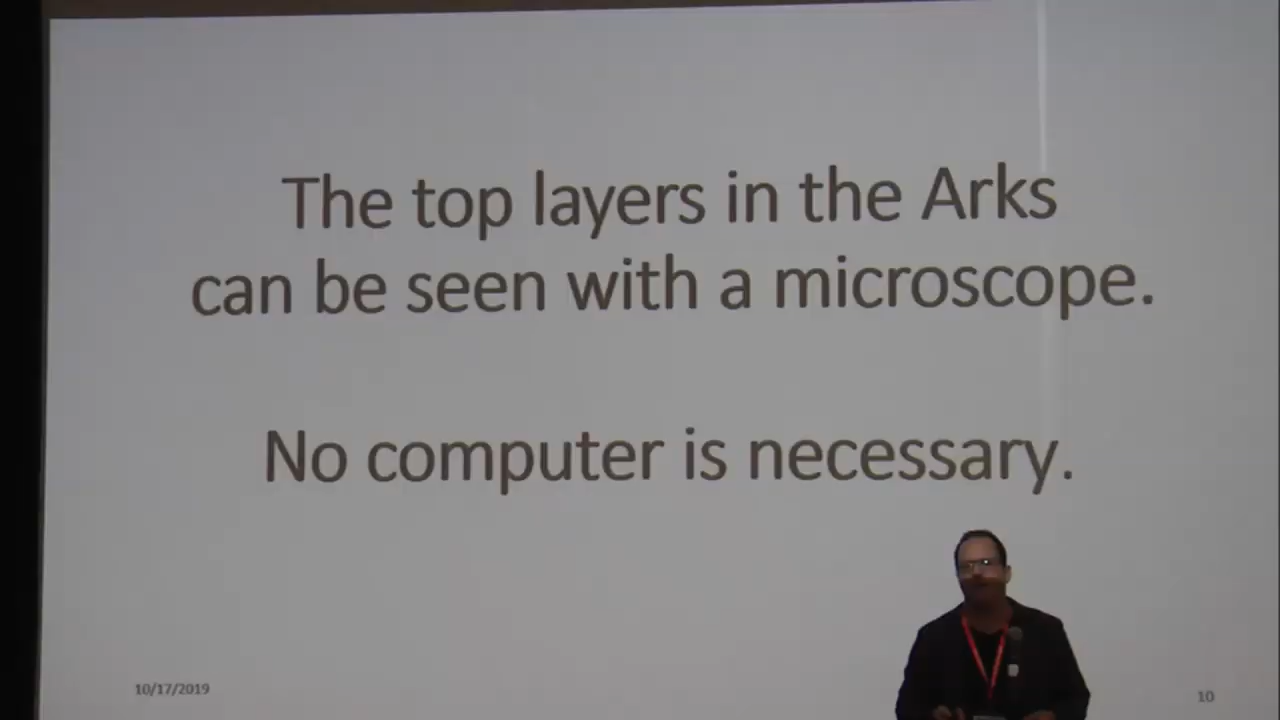 The top layers in the Arks
can be seen with a microscope.
No computer is necessary.
10/17/2019
10